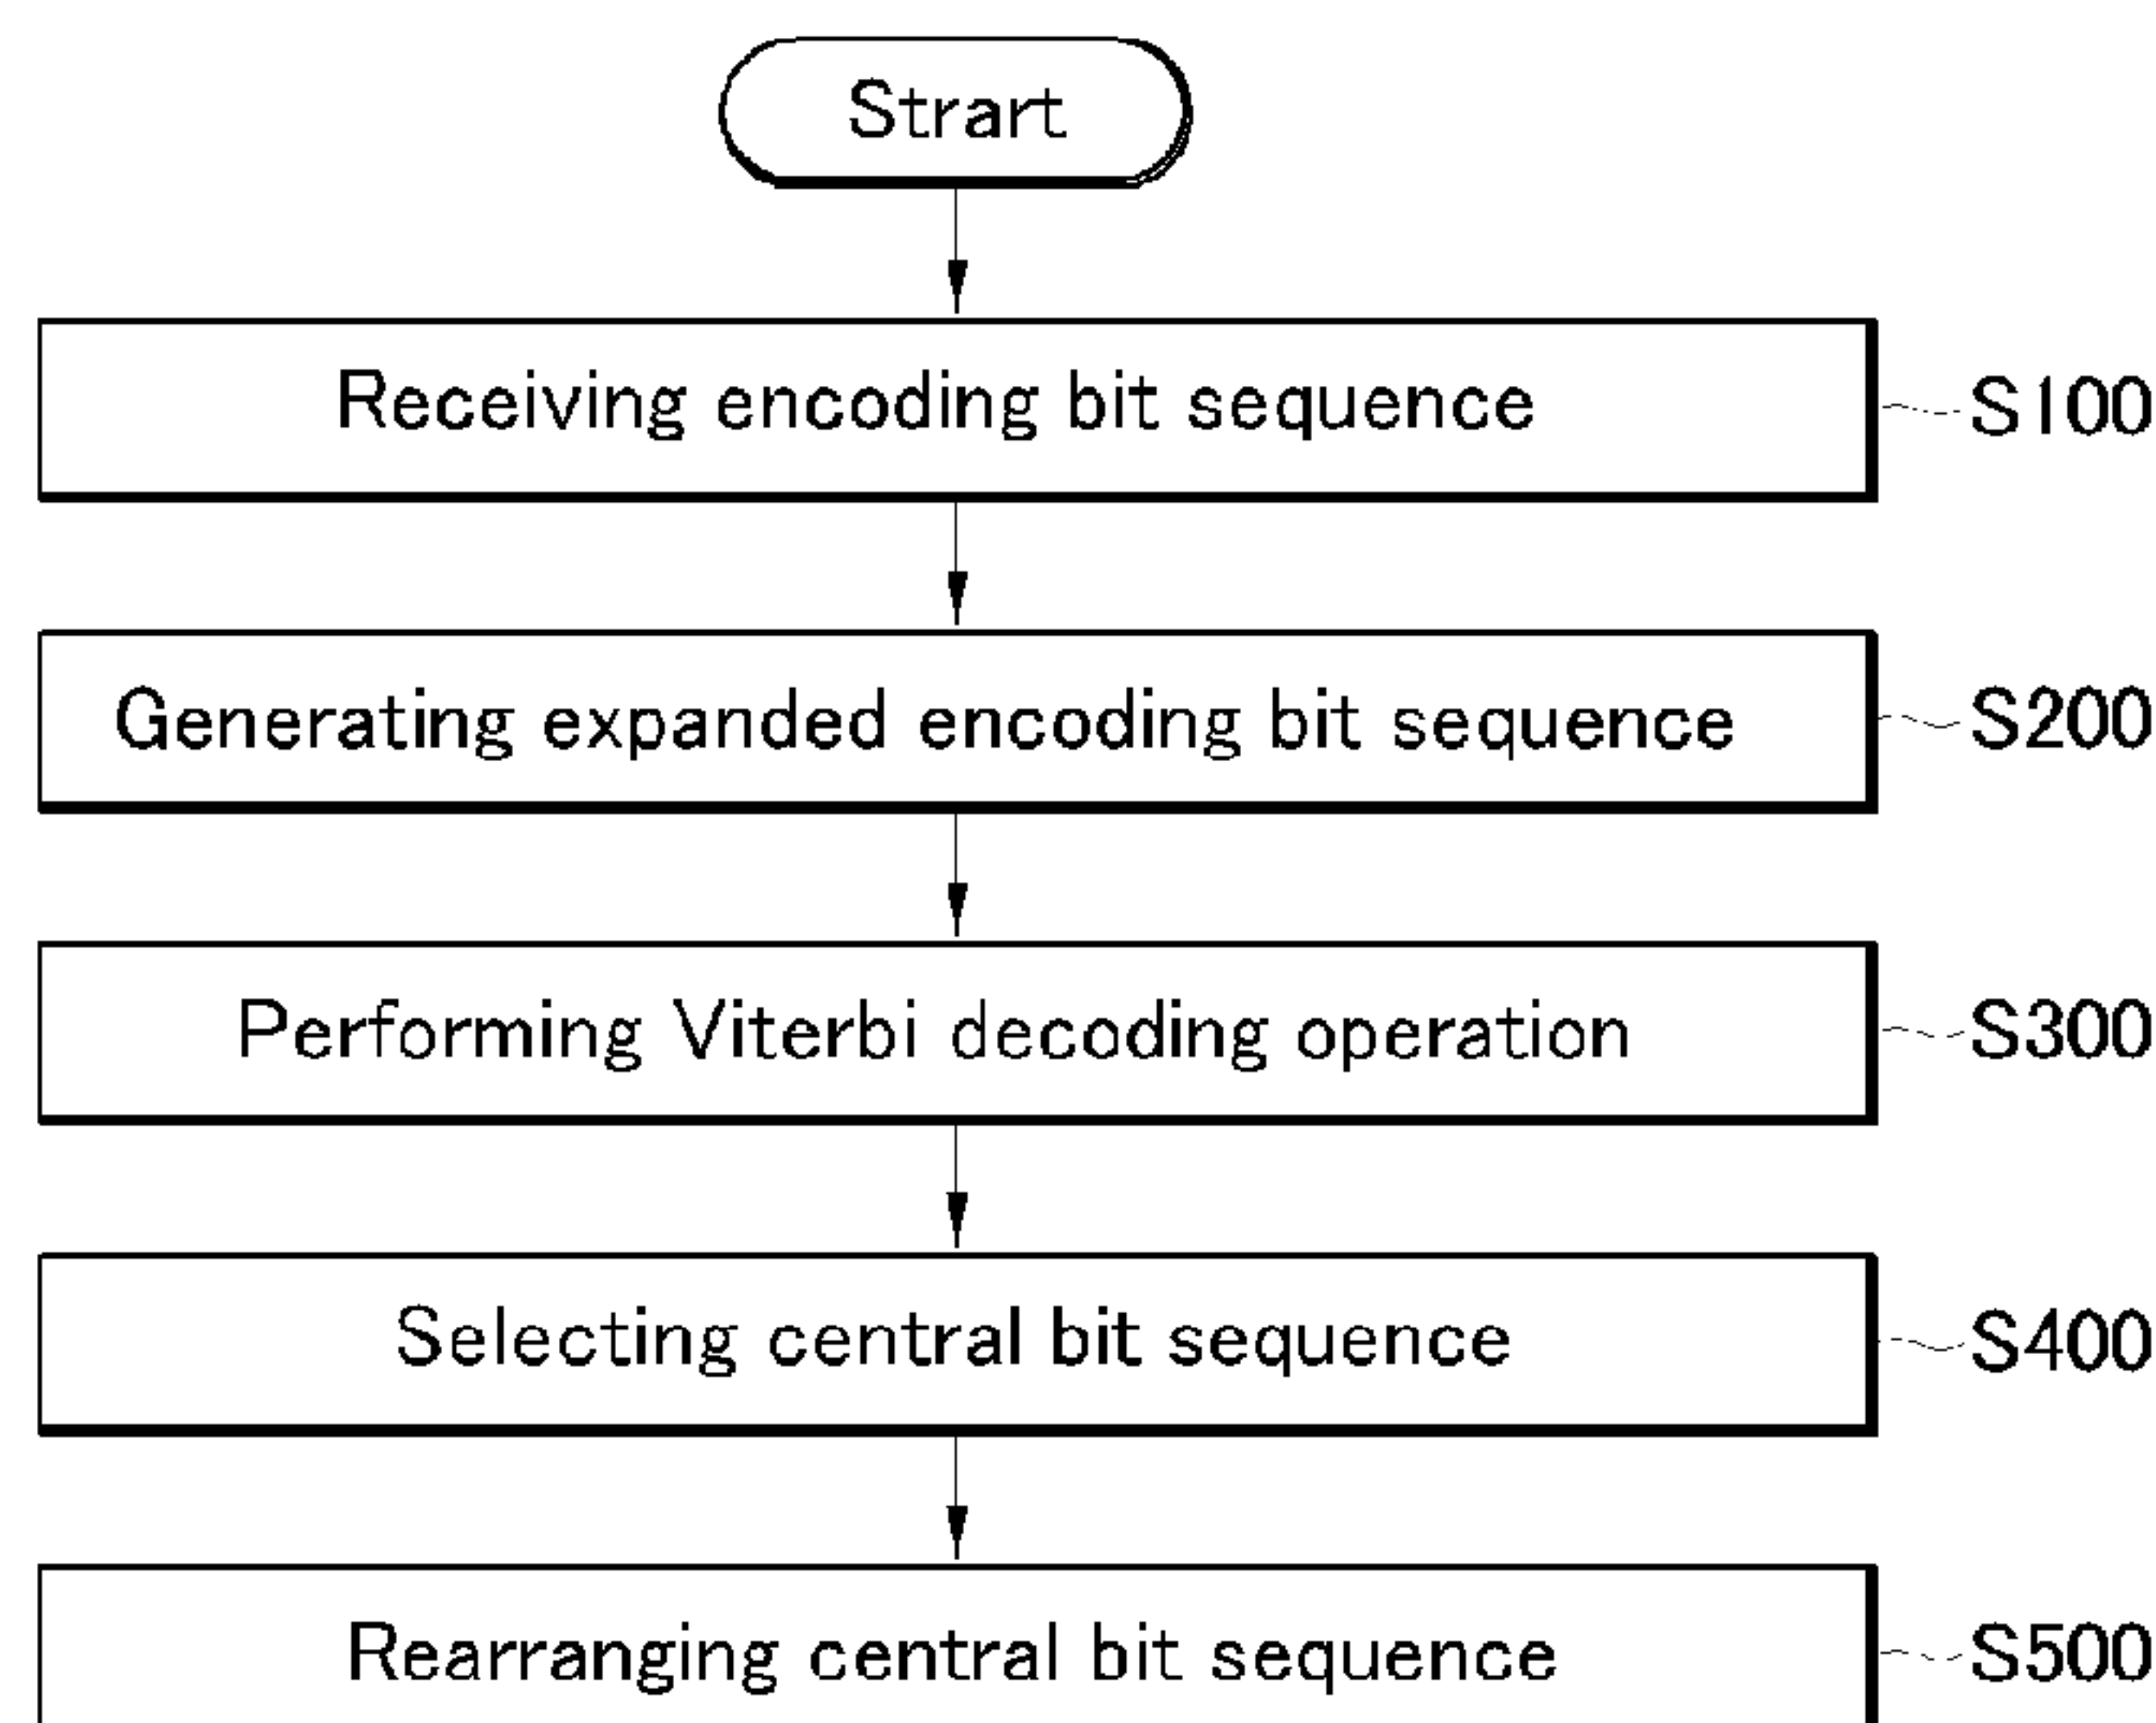 Strart
Receiving encoding bit sequence S100
Generating expanded encoding bit sequence S200
Performing Viterbi decoding operation S300
Selecting central bit sequence S400
Rearranging central bit sequence S500